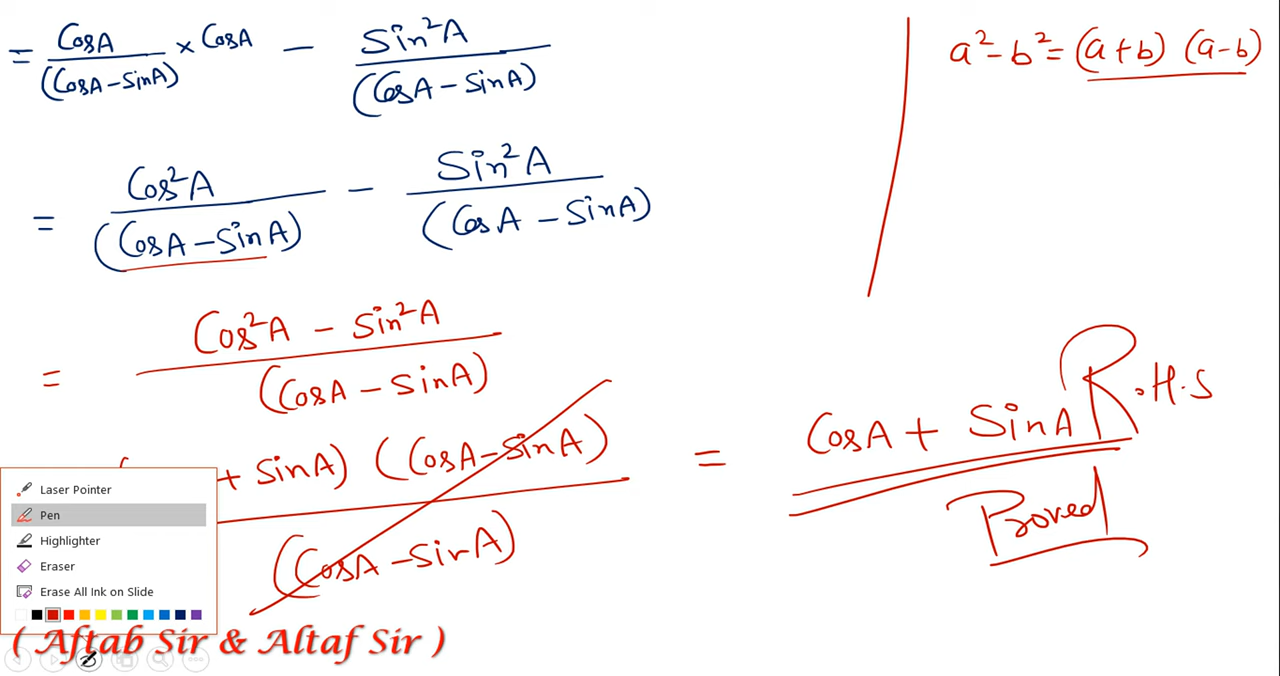 = CosA/(CosA-SinA) × CosA - Sin²A/(CosA - SinA)
a²-b² = (a+b) (a-b)
= Cos²A/(CosA-SinA) - Sin²A/(CosA - SinA)
= Cos²A - Sin²A/(CosA - SinA)
+ SinA) (CosA-SinA)/(CosA-SinA) = CosA + SinA R.H.S
Proved
Laser Pointer
Pen
Highlighter
Eraser
Erase All Ink on Slide
( Aftab Sir & Altaf Sir )